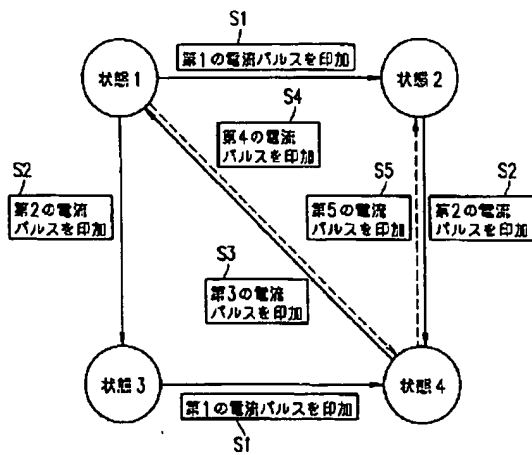 S1
第1の電流パルスを印加
状態1
状態2
S4
第4の電流
パルスを印加
S2
第2の電流
パルスを印加
S5
第5の電流
パルスを印加
S2
第2の電流
パルスを印加
S3
第3の電流
パルスを印加
状態3
状態4
第1の電流パルスを印加
S1